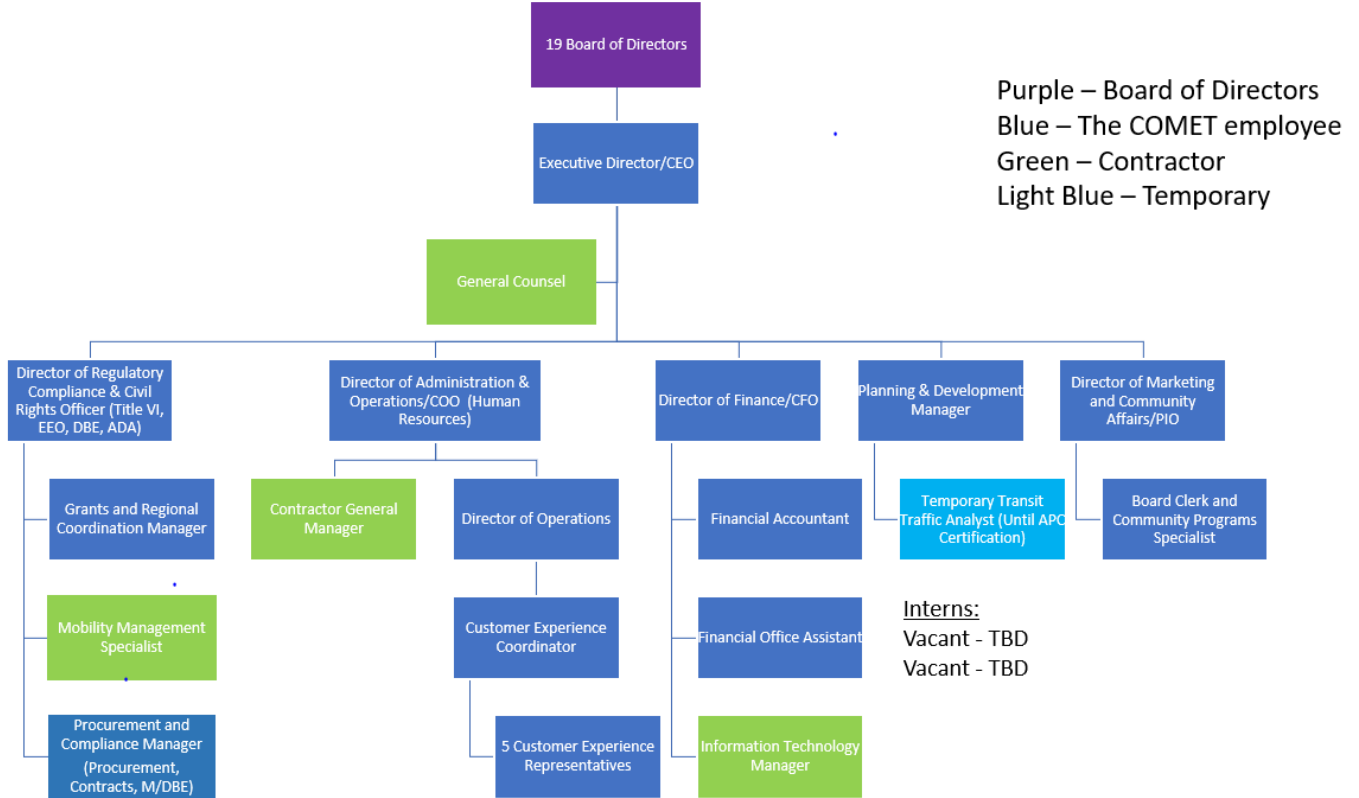 19 Board of Directors
Purple – Board of Directors
Blue – The COMET employee
Green – Contractor
Light Blue – Temporary
Executive Director/CEO
General Counsel
Director of Regulatory
Compliance & Civil
Rights Officer (Title VI,
EEO, DBE, ADA)
Director of Administration &
Operations/COO (Human
Resources)
Director of Finance/CFO
Planning & Development
Manager
Director of Marketing
and Community
Affairs/PIO
Grants and Regional
Coordination Manager
Contractor General
Manager
Director of Operations
Financial Accountant
Temporary Transit
Traffic Analyst (Until APC
Certification)
Board Clerk and
Community Programs
Specialist
Mobility Management
Specialist
Customer Experience
Coordinator
Financial Office Assistant
Interns:
Vacant - TBD
Vacant - TBD
Procurement and
Compliance Manager
(Procurement,
Contracts, M/DBE)
5 Customer Experience
Representatives
Information Technology
Manager